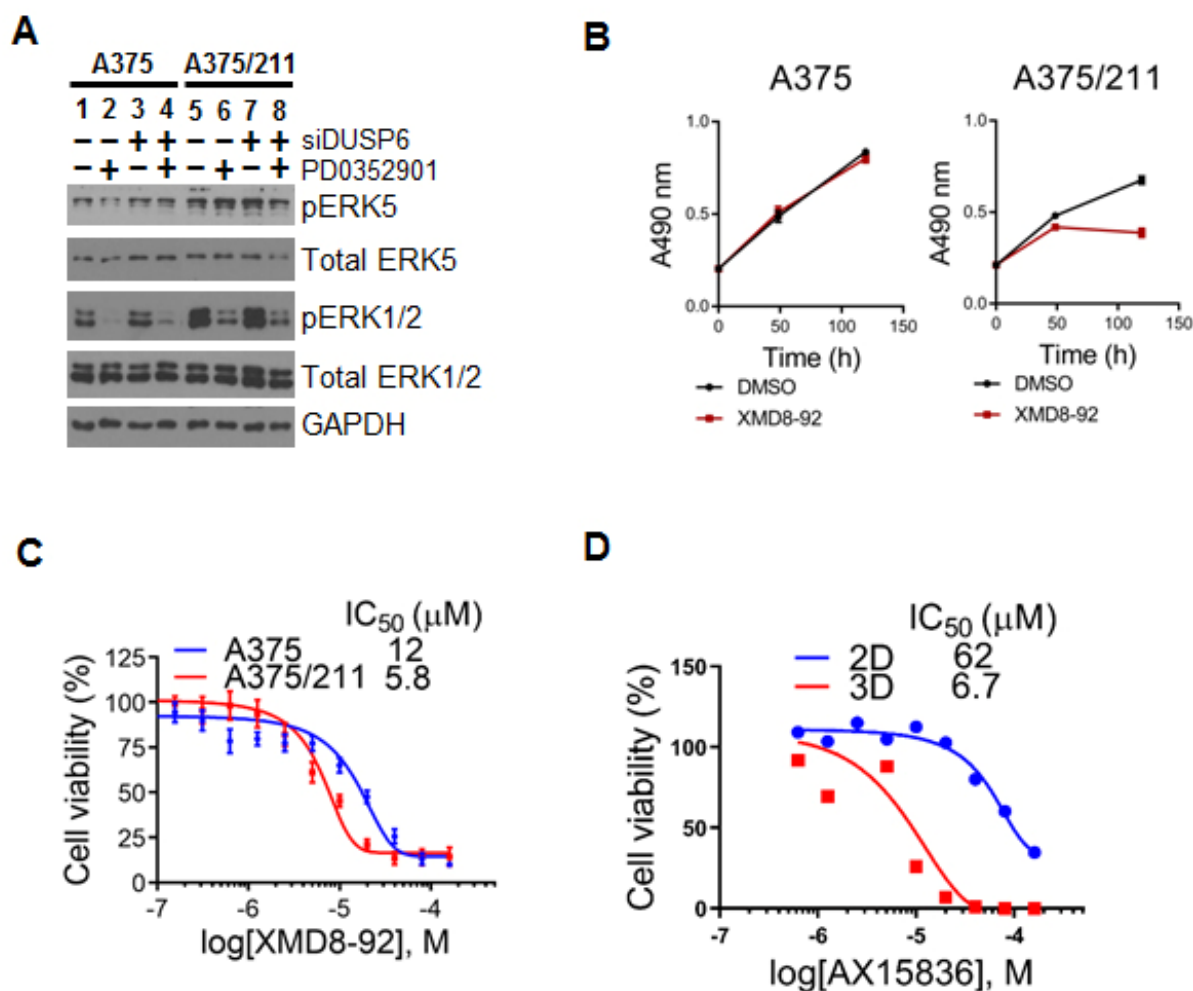 A
A375 A375/211
1 2 3 4 5 6 7 8
– – + + – – + + siDUSP6
– + – + – + – + PD0352901
pERK5
Total ERK5
pERK1/2
Total ERK1/2
GAPDH
B
A375
A490 nm
1.0
0.5
0.0
0 50 100 150
Time (h)
DMSO
XMD8-92
A375/211
A490 nm
1.0
0.5
0.0
0 50 100 150
Time (h)
DMSO
XMD8-92
C
IC50 (μM)
A375 12
A375/211 5.8
Cell viability (%)
125
100
75
50
25
0
-7 -6 -5 -4
log[XMD8-92], M
D
IC50 (μM)
2D 62
3D 6.7
Cell viability (%)
150
100
50
0
-7 -6 -5 -4
log[AX15836], M